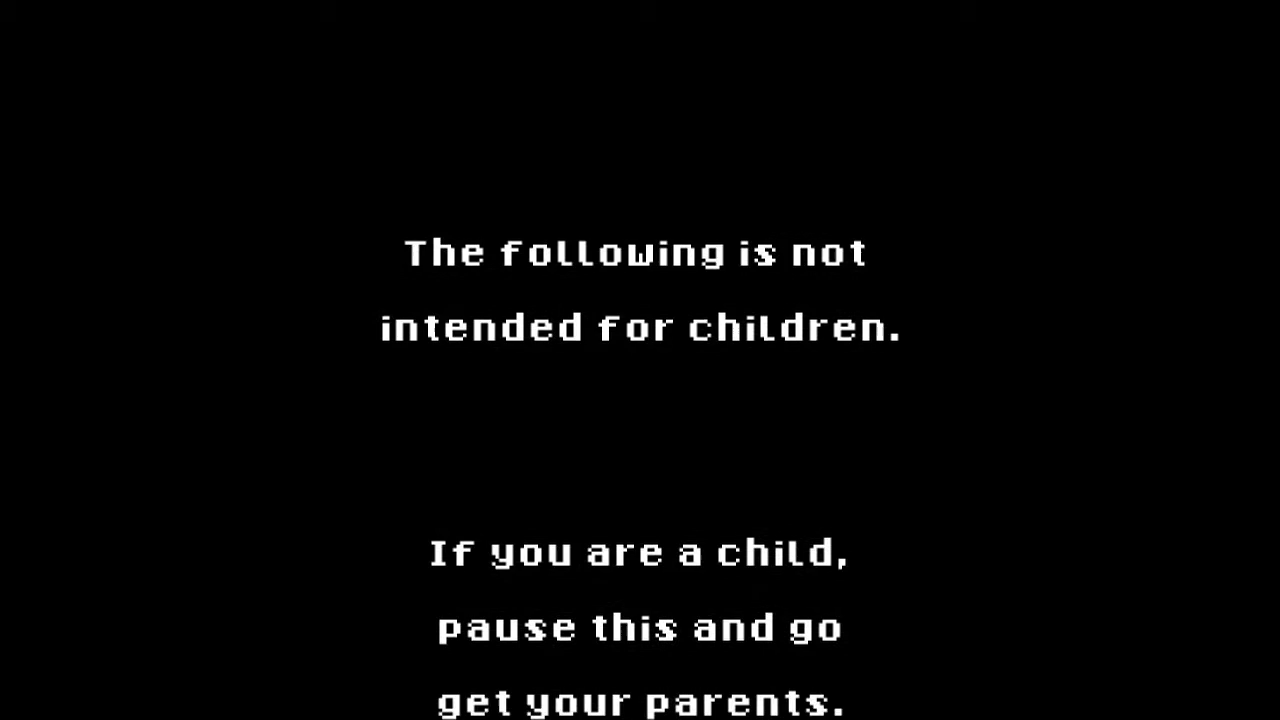 The following is not
intended for children.
If you are a child,
pause this and go
get your parents.